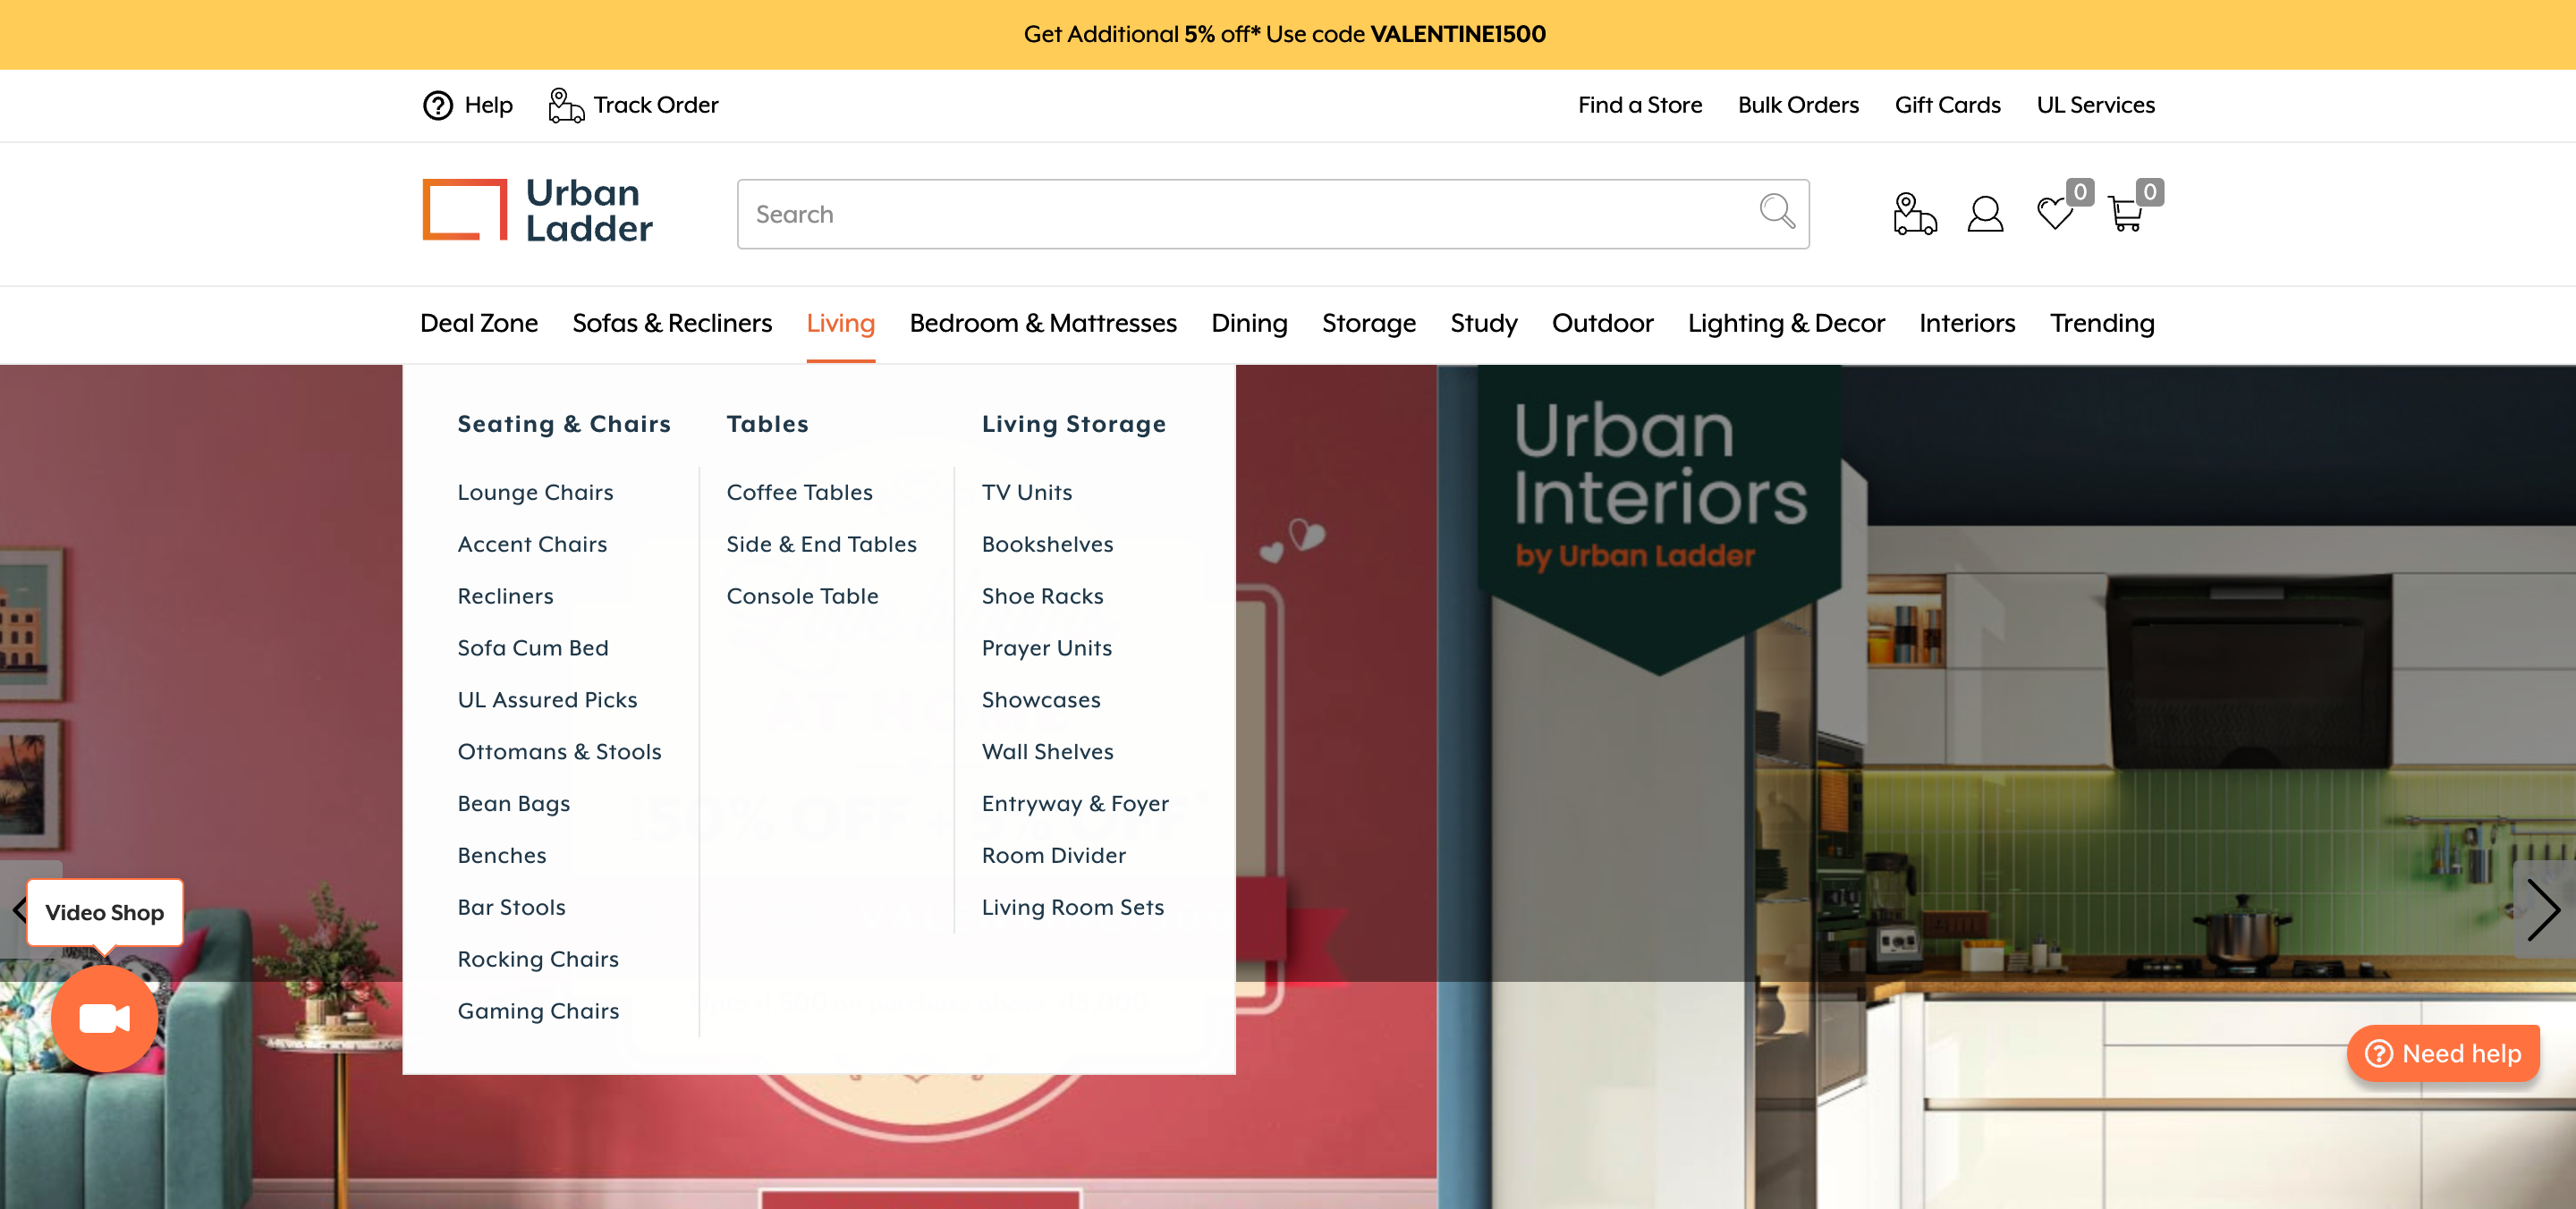 Get Additional 5% off* Use code VALENTINE1500
Help
Track Order
Find a Store
Bulk Orders
Gift Cards
UL Services
Urban
Ladder
Search
0
0
Deal Zone
Sofas & Recliners
Living
Bedroom & Mattresses
Dining
Storage
Study
Outdoor
Lighting & Decor
Interiors
Trending
Seating & Chairs
Lounge Chairs
Accent Chairs
Recliners
Sofa Cum Bed
UL Assured Picks
Ottomans & Stools
Bean Bags
Benches
Bar Stools
Rocking Chairs
Gaming Chairs
Tables
Coffee Tables
Side & End Tables
Console Table
Living Storage
TV Units
Bookshelves
Shoe Racks
Prayer Units
Showcases
Wall Shelves
Entryway & Foyer
Room Divider
Living Room Sets
Urban
Interiors
by Urban Ladder
Video Shop
Need help